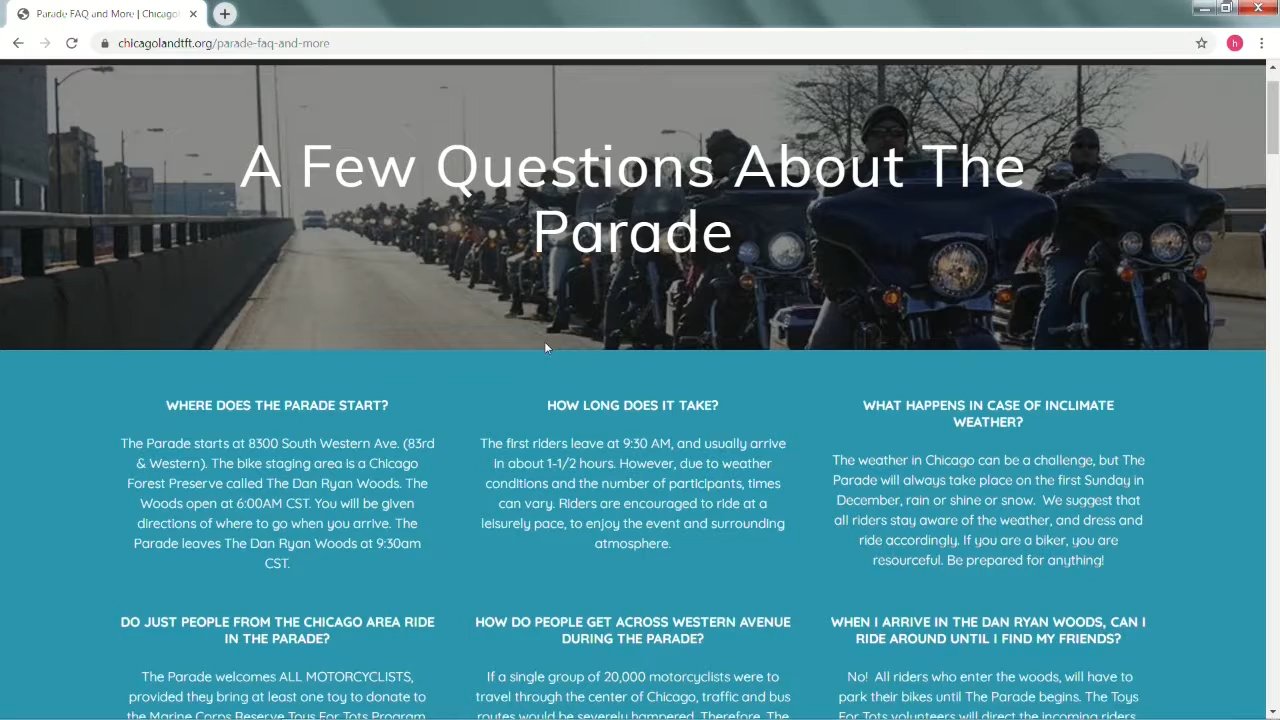 Parade FAQ and More | Chicago
chicagolandtft.org/parade-faq-and-more
h
A Few Questions About The
Parade
WHERE DOES THE PARADE START?
The Parade starts at 8300 South Western Ave. (83rd
& Western). The bike staging area is a Chicago
Forest Preserve called The Dan Ryan Woods. The
Woods open at 6:00AM CST. You will be given
directions of where to go when you arrive. The
Parade leaves The Dan Ryan Woods at 9:30am
CST.
HOW LONG DOES IT TAKE?
The first riders leave at 9:30 AM, and usually arrive
in about 1-1/2 hours. However, due to weather
conditions and the number of participants, times
can vary. Riders are encouraged to ride at a
leisurely pace, to enjoy the event and surrounding
atmosphere.
WHAT HAPPENS IN CASE OF INCLIMATE
WEATHER?
The weather in Chicago can be a challenge, but The
Parade will always take place on the first Sunday in
December, rain or shine or snow. We suggest that
all riders stay aware of the weather, and dress and
ride accordingly. If you are a biker, you are
resourceful. Be prepared for anything!
DO JUST PEOPLE FROM THE CHICAGO AREA RIDE
IN THE PARADE?
The Parade welcomes ALL MOTORCYCLISTS,
provided they bring at least one toy to donate to
the Marine Corps Reserve Toys For Tots Program
HOW DO PEOPLE GET ACROSS WESTERN AVENUE
DURING THE PARADE?
If a single group of 20,000 motorcyclists were to
travel through the center of Chicago, traffic and bus
routes would be severely hampered. Therefore, The
WHEN I ARRIVE IN THE DAN RYAN WOODS, CAN I
RIDE AROUND UNTIL I FIND MY FRIENDS?
No! All riders who enter the woods, will have to
park their bikes until The Parade begins. The Toys
For Tots volunteers will direct the incoming riders